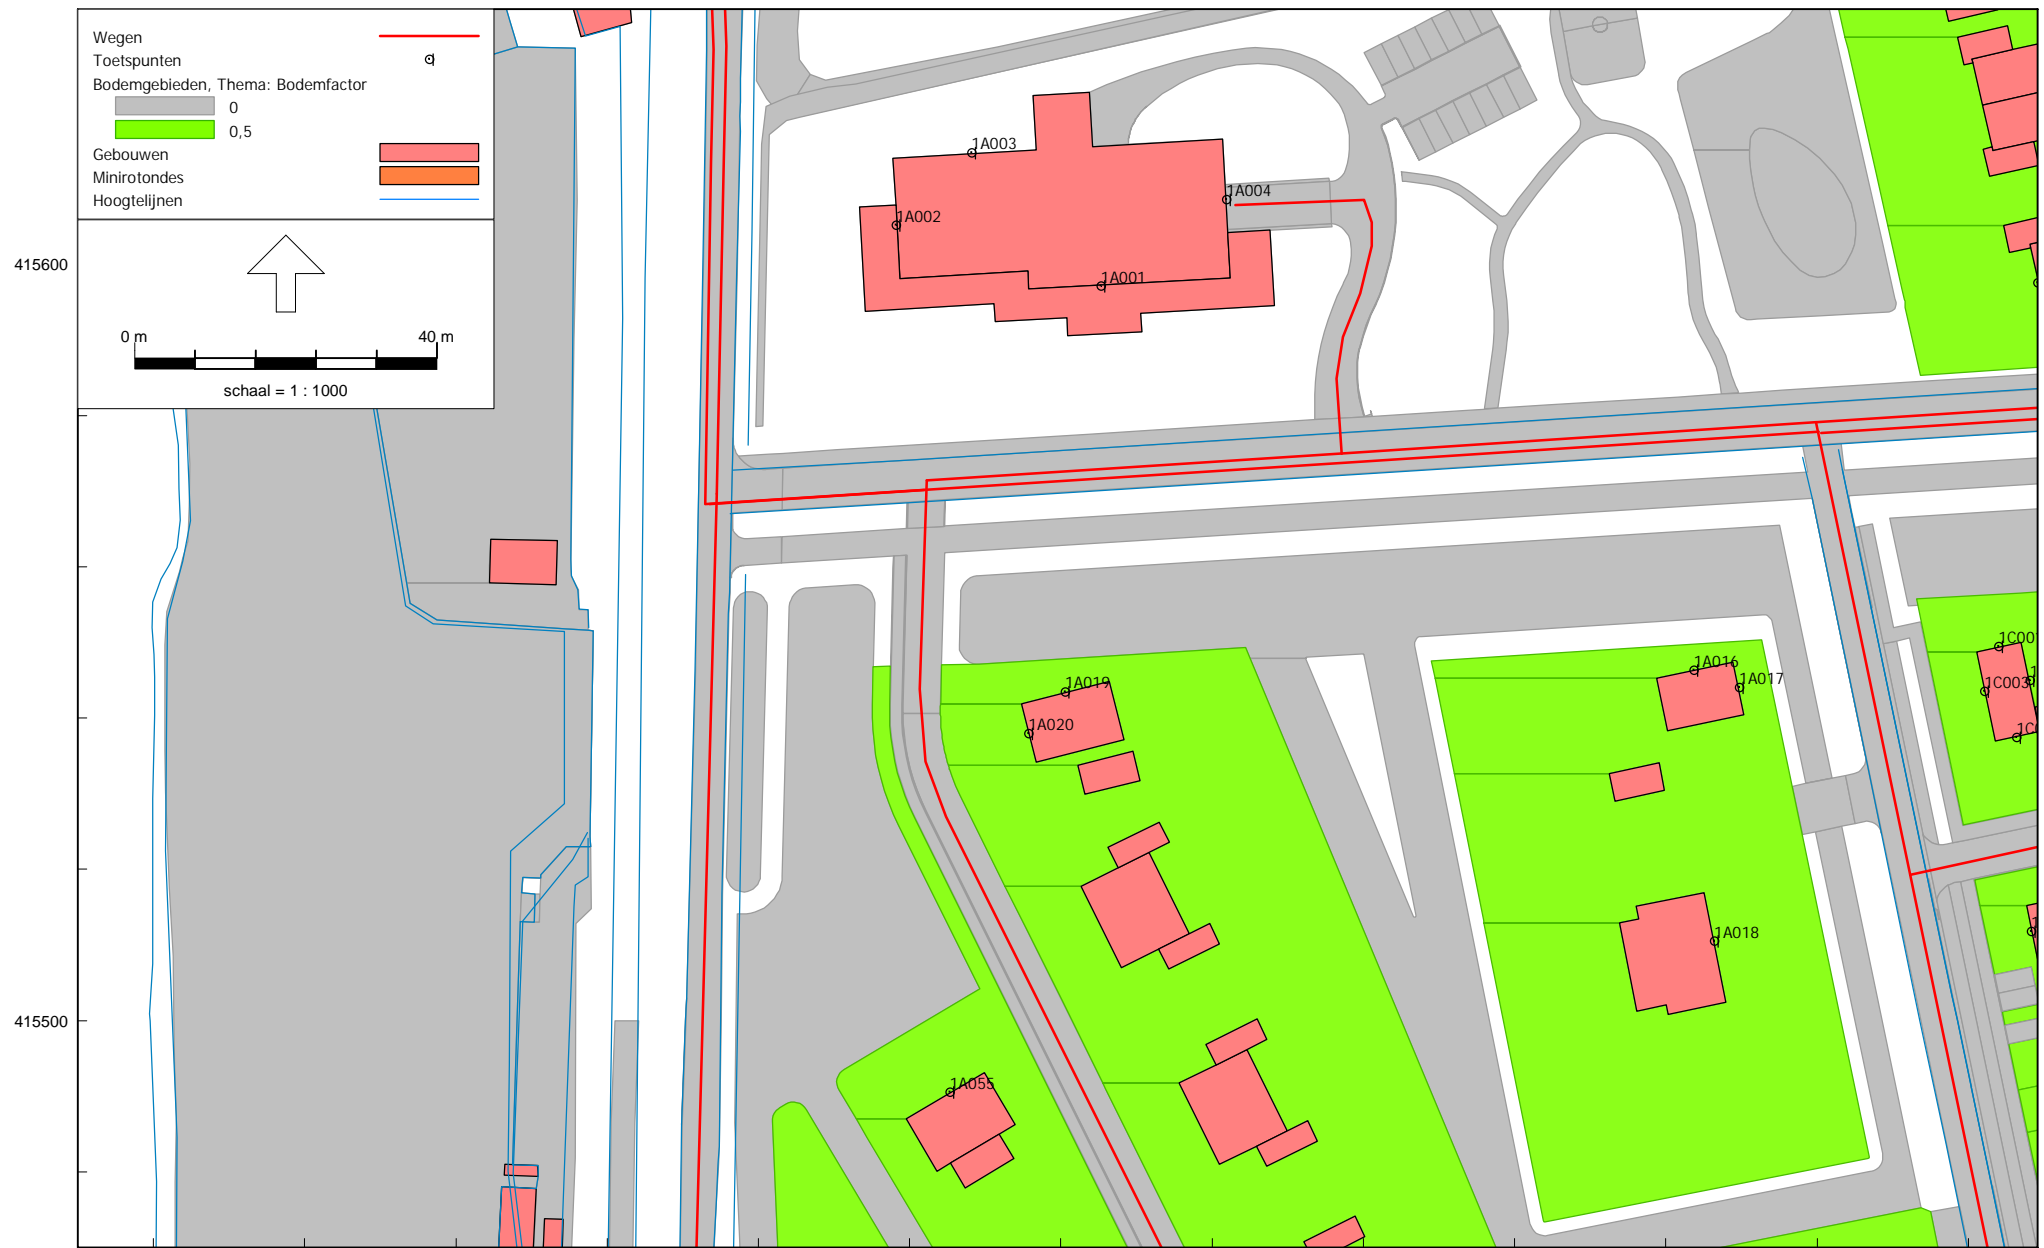 Wegen
Toetspunten
Bodemgebieden, Thema: Bodemfactor
0
0,5
Gebouwen
Minirotondes
Hoogtelijnen
0 m
40 m
schaal = 1 : 1000
415600
415500
1A003
1A004
1A002
1A001
1A019
1A020
1A016
1A017
1A018
1A055
1C003